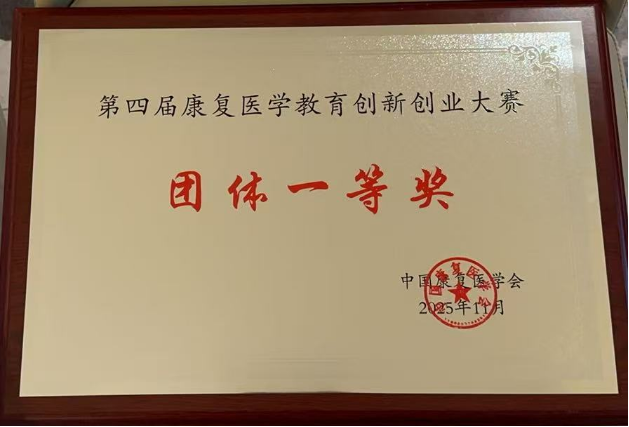 第四届康复医学教育创新创业大赛
团体一等奖
中国康复医学会
2025年11月